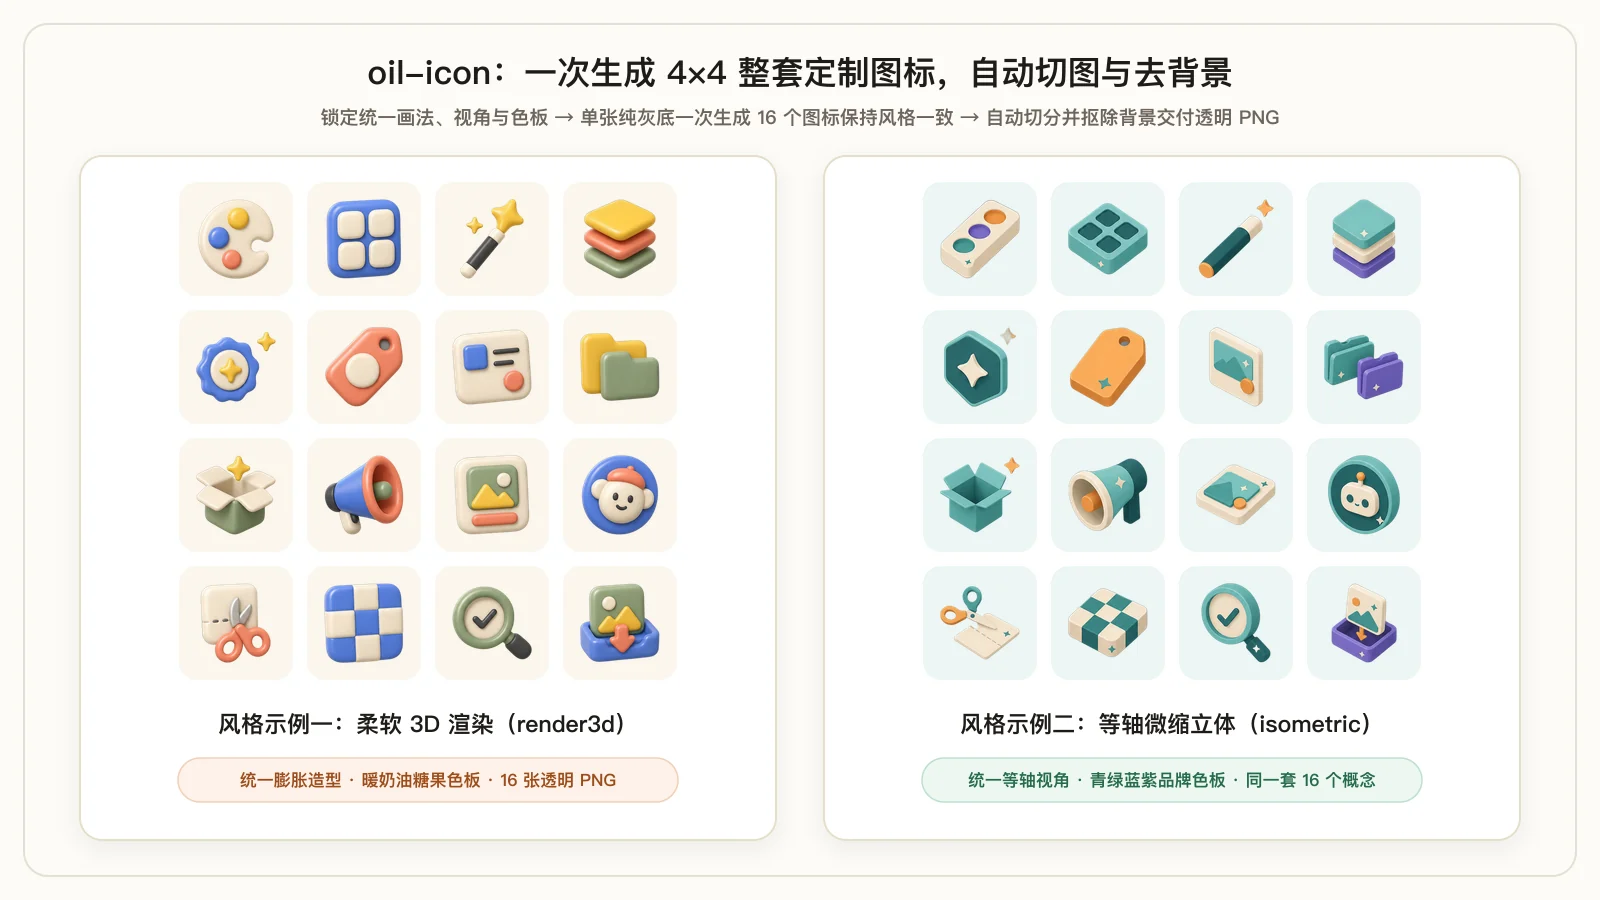 oil-icon：一次生成 4×4 整套定制图标，自动切图与去背景
锁定统一画法、视角与色板 → 单张纯灰底一次生成 16 个图标保持风格一致 → 自动切分并抠除背景交付透明 PNG
风格示例一：柔软 3D 渲染（render3d）
统一膨胀造型 · 暖奶油糖果色板 · 16 张透明 PNG
风格示例二：等轴微缩立体（isometric）
统一等轴视角 · 青绿蓝紫品牌色板 · 同一套 16 个概念